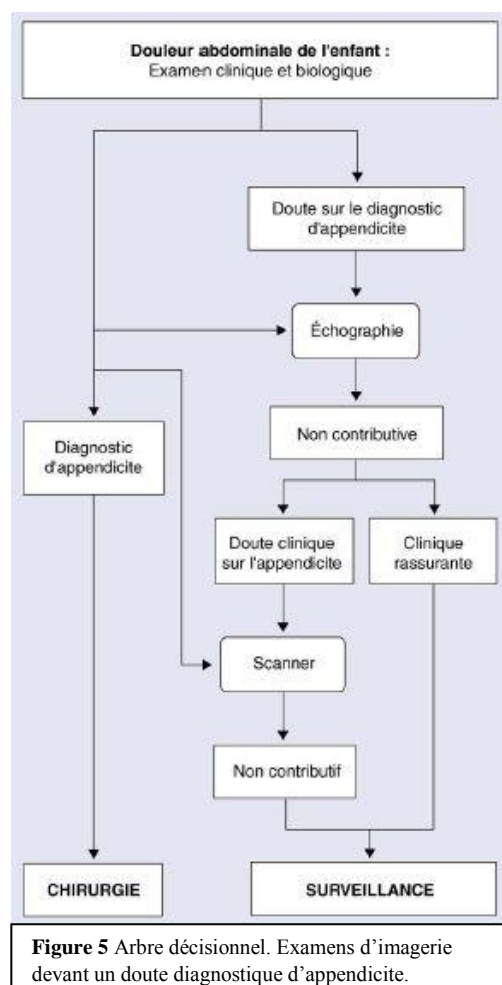 Douleur abdominale de l'enfant :
Examen clinique et biologique
Doute sur le diagnostic
d'appendicite
Échographie
Non contributive
Diagnostic
d'appendicite
Doute clinique
sur l'appendicite
Clinique
rassurante
Scanner
Non contributif
CHIRURGIE
SURVEILLANCE
Figure 5 Arbre décisionnel. Examens d'imagerie
devant un doute diagnostique d'appendicite.